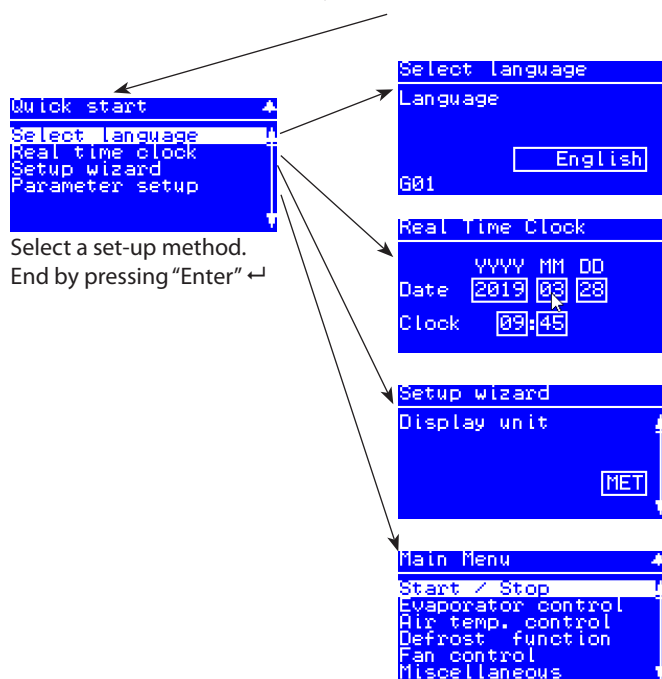 Quick start
Select language
Real time clock
Setup wizard
Parameter setup
Select a set-up method.
End by pressing “Enter” ↵
Select language
Language
English
G01
Real Time Clock
YYYY MM DD
Date 2019 03 28
Clock 09:45
Setup wizard
Display unit
MET
Main Menu
Start / Stop
Evaporator control
Air temp. control
Defrost function
Fan control
Miscellaneous